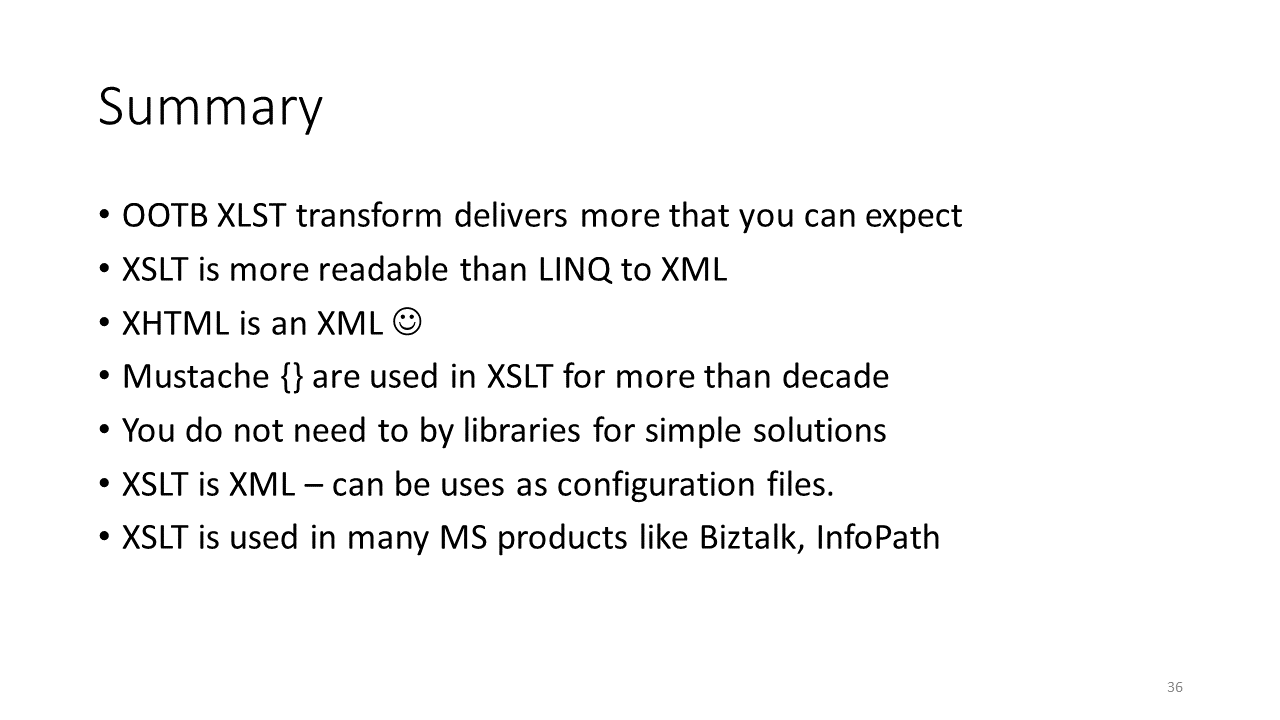 Summary
• OOTB XLST transform delivers more that you can expect
• XSLT is more readable than LINQ to XML
• XHTML is an XML ☺
• Mustache {} are used in XSLT for more than decade
• You do not need to by libraries for simple solutions
• XSLT is XML – can be uses as configuration files.
• XSLT is used in many MS products like Biztalk, InfoPath
36